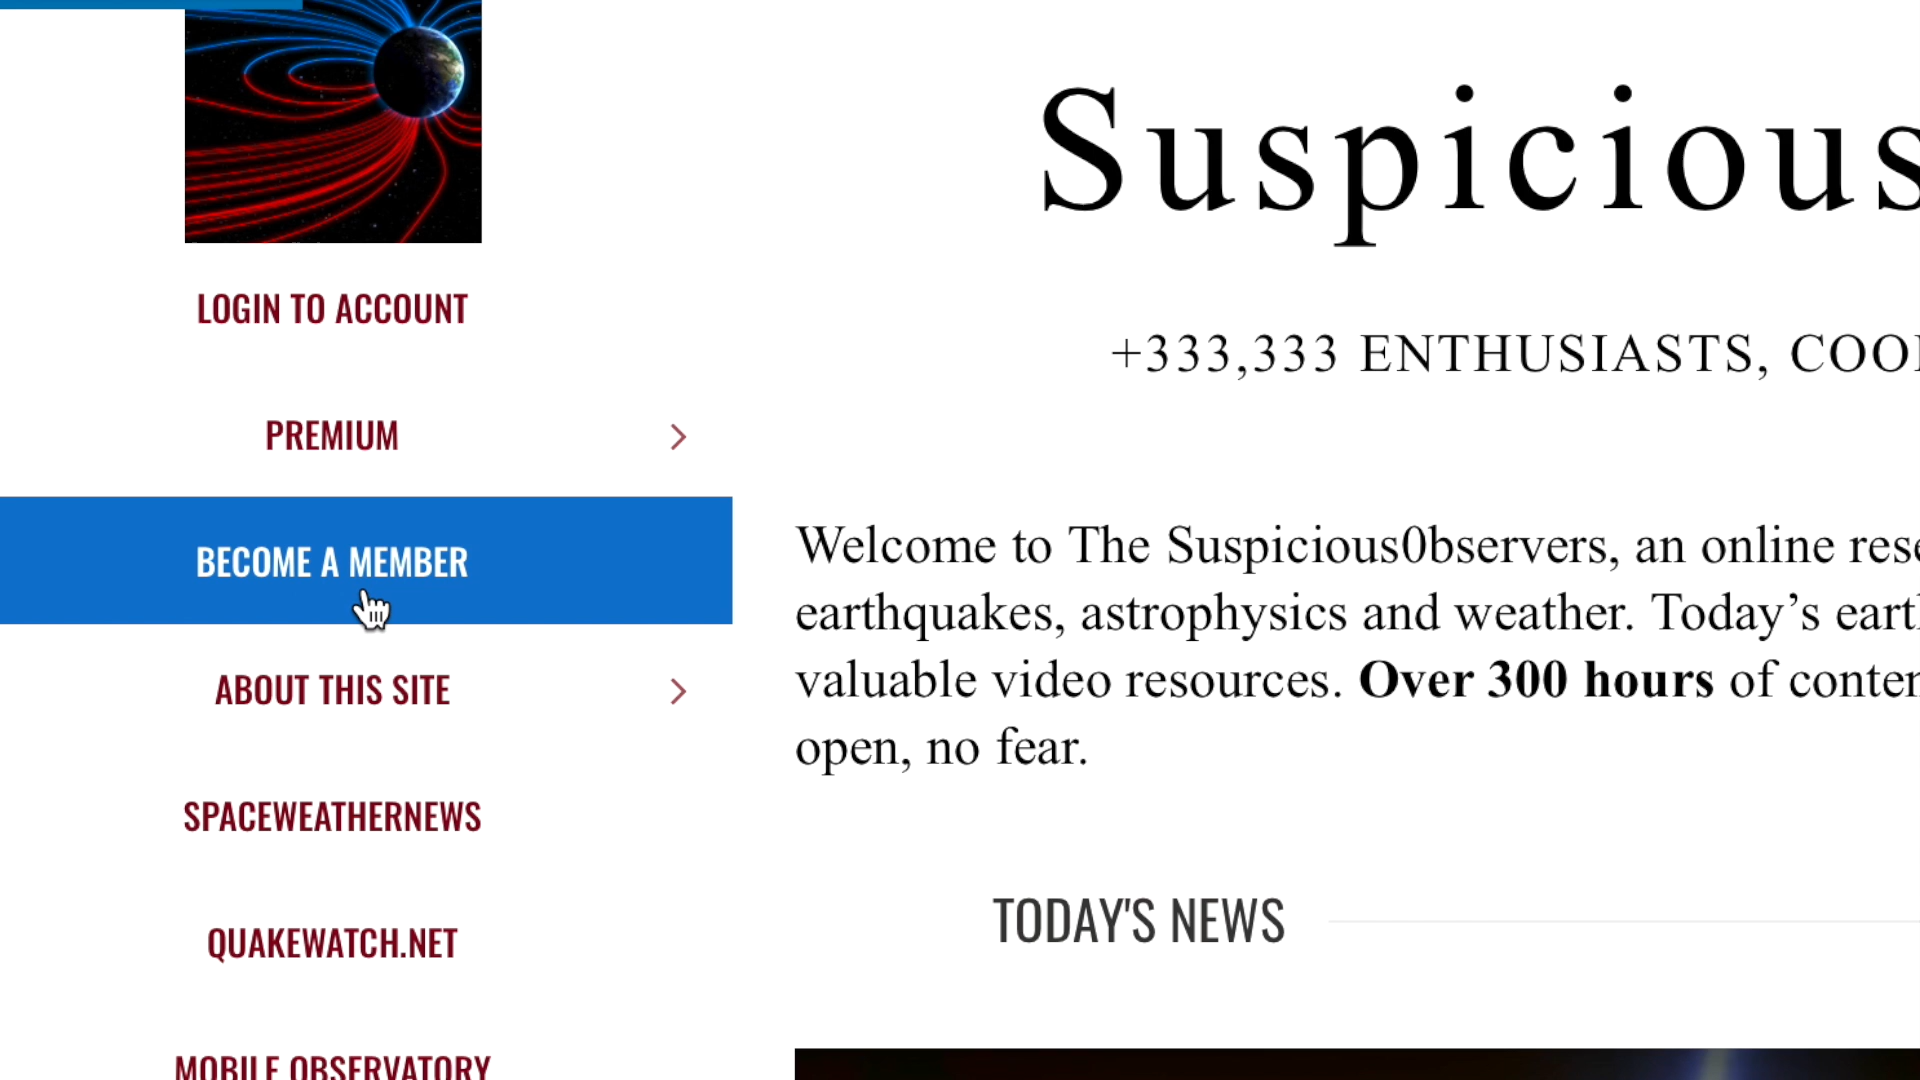 LOGIN TO ACCOUNT
PREMIUM
BECOME A MEMBER
ABOUT THIS SITE
SPACEWEATHERNEWS
QUAKEWATCH.NET
MOBILE OBSERVATORY
Suspicious
+333,333 ENTHUSIASTS,
Welcome to The Suspicious0bservers, an online
earthquakes, astrophysics and weather. Today’s
valuable video resources. Over 300 hours of
open, no fear.
TODAY'S NEWS